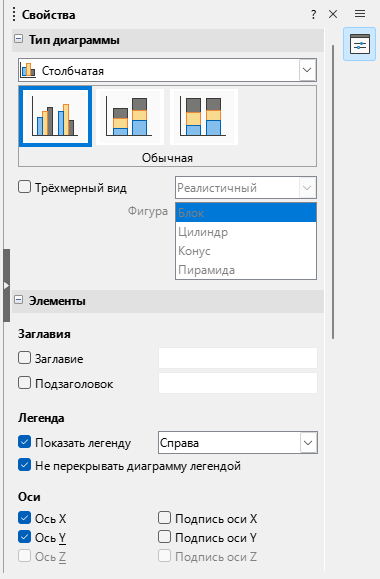 Свойства ?
Тип диаграммы
Столбчатая
Обычная
Трёхмерный вид Реалистичный
Фигура Блок
Цилиндр
Конус
Пирамида
Элементы
Заглавия
Заглавие
Подзаголовок
Легенда
Показать легенду Справа
Не перекрывать диаграмму легендой
Оси
Ось X Подпись оси X
Ось Y Подпись оси Y
Ось Z Подпись оси Z